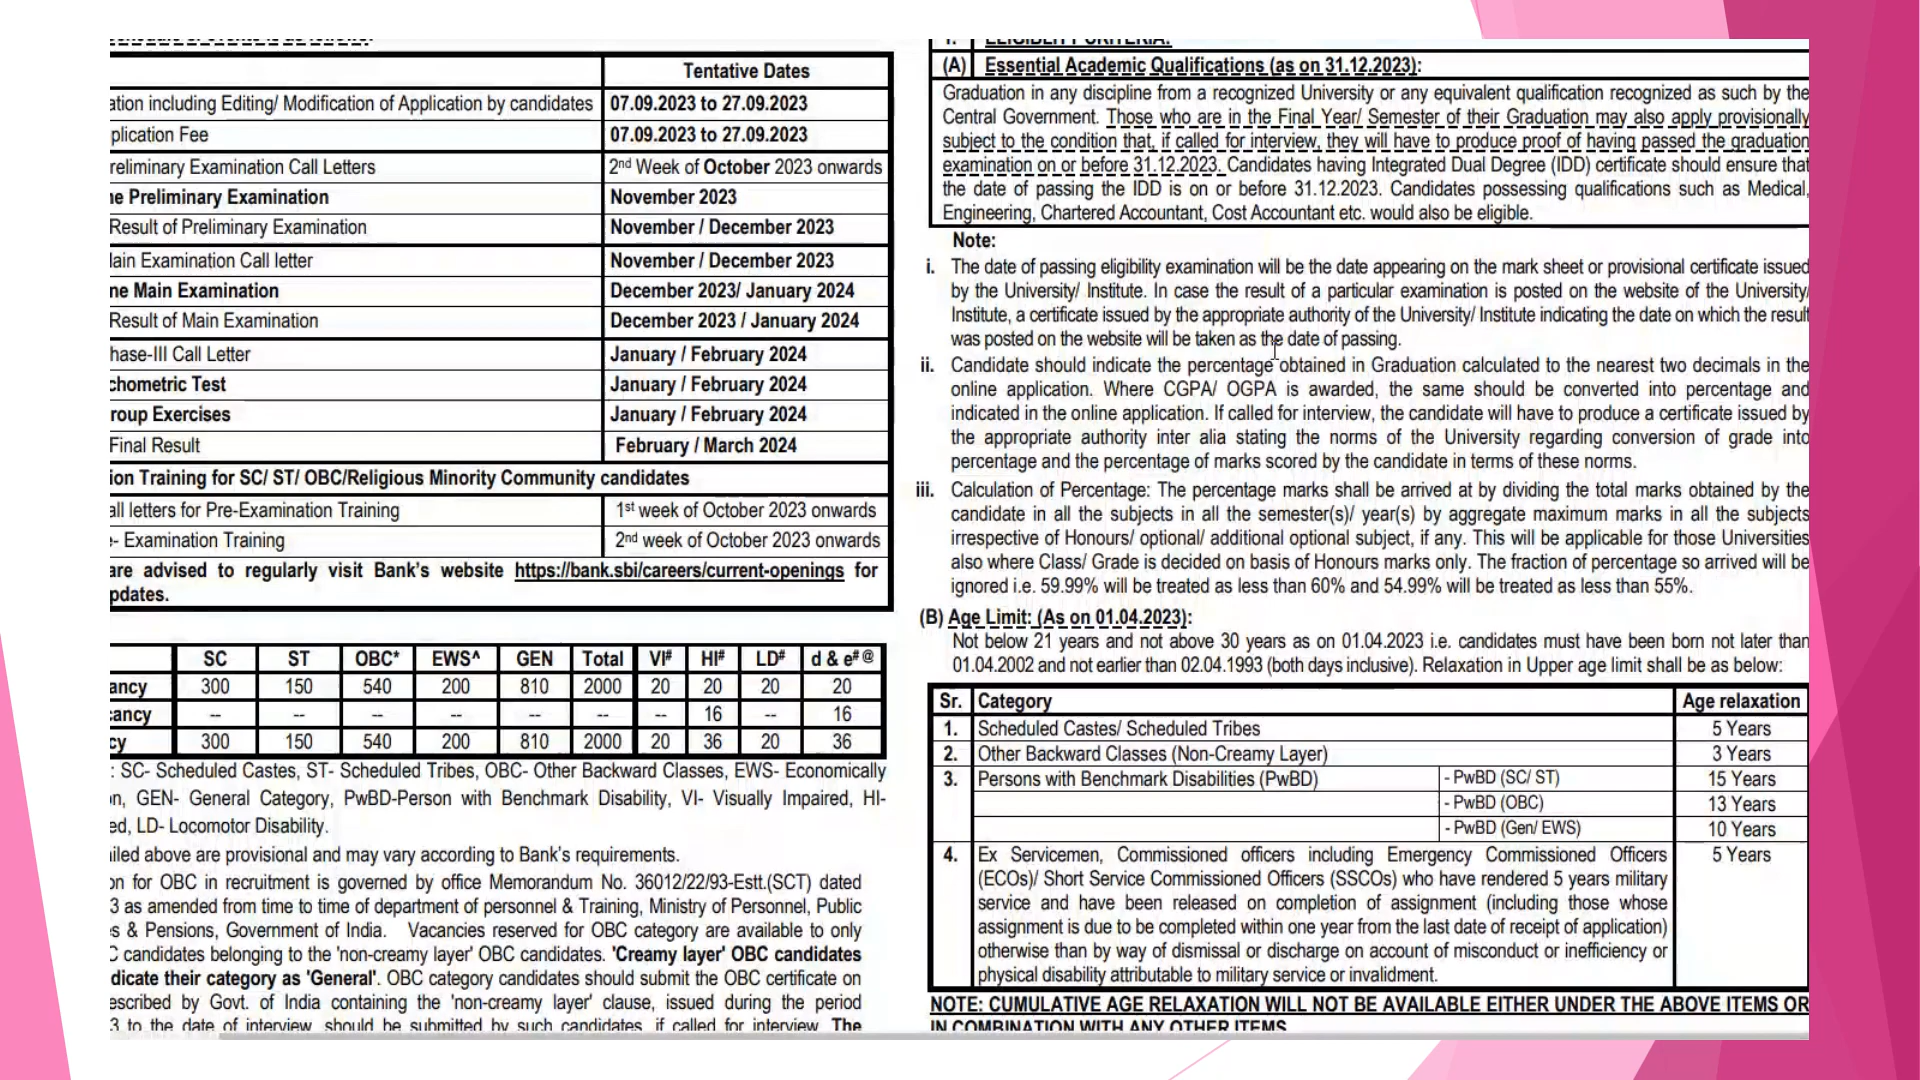 Tentative Dates
ation including Editing/ Modification of Application by candidates 07.09.2023 to 27.09.2023
plication Fee 07.09.2023 to 27.09.2023
reliminary Examination Call Letters 2nd Week of October 2023 onwards
ne Preliminary Examination November 2023
Result of Preliminary Examination November / December 2023
lain Examination Call letter November / December 2023
ne Main Examination December 2023/ January 2024
Result of Main Examination December 2023 / January 2024
hase-III Call Letter January / February 2024
chometric Test January / February 2024
roup Exercises January / February 2024
Final Result February / March 2024
ion Training for SC/ ST/ OBC/Religious Minority Community candidates
all letters for Pre-Examination Training 1st week of October 2023 onwards
e- Examination Training 2nd week of October 2023 onwards
are advised to regularly visit Bank's website https://bank.sbi/careers/current-openings for
pdates.
SC ST OBC* EWS^ GEN Total VI# HI# LD# d & e#@
ancy 300 150 540 200 810 2000 20 20 20 20
cancy -- -- -- -- -- -- -- 16 -- 16
cy 300 150 540 200 810 2000 20 36 20 36
: SC- Scheduled Castes, ST- Scheduled Tribes, OBC- Other Backward Classes, EWS- Economically
n, GEN- General Category, PwBD-Person with Benchmark Disability, VI- Visually Impaired, HI-
ed, LD- Locomotor Disability.
ailed above are provisional and may vary according to Bank's requirements.
on for OBC in recruitment is governed by office Memorandum No. 36012/22/93-Estt.(SCT) dated
3 as amended from time to time of department of personnel & Training, Ministry of Personnel, Public
s & Pensions, Government of India. Vacancies reserved for OBC category are available to only
C candidates belonging to the 'non-creamy layer' OBC candidates. 'Creamy layer' OBC candidates
dicate their category as 'General'. OBC category candidates should submit the OBC certificate on
escribed by Govt. of India containing the 'non-creamy layer' clause, issued during the period
3 to the date of interview, should be submitted by such candidates, if called for interview. The
1. ELIGIBLITY CRITERIA:
(A) Essential Academic Qualifications (as on 31.12.2023):
Graduation in any discipline from a recognized University or any equivalent qualification recognized as such by the
Central Government. Those who are in the Final Year/ Semester of their Graduation may also apply provisionally
subject to the condition that, if called for interview, they will have to produce proof of having passed the graduation
examination on or before 31.12.2023. Candidates having Integrated Dual Degree (IDD) certificate should ensure that
the date of passing the IDD is on or before 31.12.2023. Candidates possessing qualifications such as Medical,
Engineering, Chartered Accountant, Cost Accountant etc. would also be eligible.
Note:
i. The date of passing eligibility examination will be the date appearing on the mark sheet or provisional certificate issued
by the University/ Institute. In case the result of a particular examination is posted on the website of the University/
Institute, a certificate issued by the appropriate authority of the University/ Institute indicating the date on which the result
was posted on the website will be taken as the date of passing.
ii. Candidate should indicate the percentage obtained in Graduation calculated to the nearest two decimals in the
online application. Where CGPA/ OGPA is awarded, the same should be converted into percentage and
indicated in the online application. If called for interview, the candidate will have to produce a certificate issued by
the appropriate authority inter alia stating the norms of the University regarding conversion of grade into
percentage and the percentage of marks scored by the candidate in terms of these norms.
iii. Calculation of Percentage: The percentage marks shall be arrived at by dividing the total marks obtained by the
candidate in all the subjects in all the semester(s)/ year(s) by aggregate maximum marks in all the subjects
irrespective of Honours/ optional/ additional optional subject, if any. This will be applicable for those Universities
also where Class/ Grade is decided on basis of Honours marks only. The fraction of percentage so arrived will be
ignored i.e. 59.99% will be treated as less than 60% and 54.99% will be treated as less than 55%.
(B) Age Limit: (As on 01.04.2023):
Not below 21 years and not above 30 years as on 01.04.2023 i.e. candidates must have been born not later than
01.04.2002 and not earlier than 02.04.1993 (both days inclusive). Relaxation in Upper age limit shall be as below:
Sr. Category Age relaxation
1. Scheduled Castes/ Scheduled Tribes 5 Years
2. Other Backward Classes (Non-Creamy Layer) 3 Years
3. Persons with Benchmark Disabilities (PwBD) - PwBD (SC/ ST) 15 Years
- PwBD (OBC) 13 Years
- PwBD (Gen/ EWS) 10 Years
4. Ex Servicemen, Commissioned officers including Emergency Commissioned Officers 5 Years
(ECOs)/ Short Service Commissioned Officers (SSCOs) who have rendered 5 years military
service and have been released on completion of assignment (including those whose
assignment is due to be completed within one year from the last date of receipt of application)
otherwise than by way of dismissal or discharge on account of misconduct or inefficiency or
physical disability attributable to military service or invalidment.
NOTE: CUMULATIVE AGE RELAXATION WILL NOT BE AVAILABLE EITHER UNDER THE ABOVE ITEMS OR
IN COMBINATION WITH ANY OTHER ITEMS